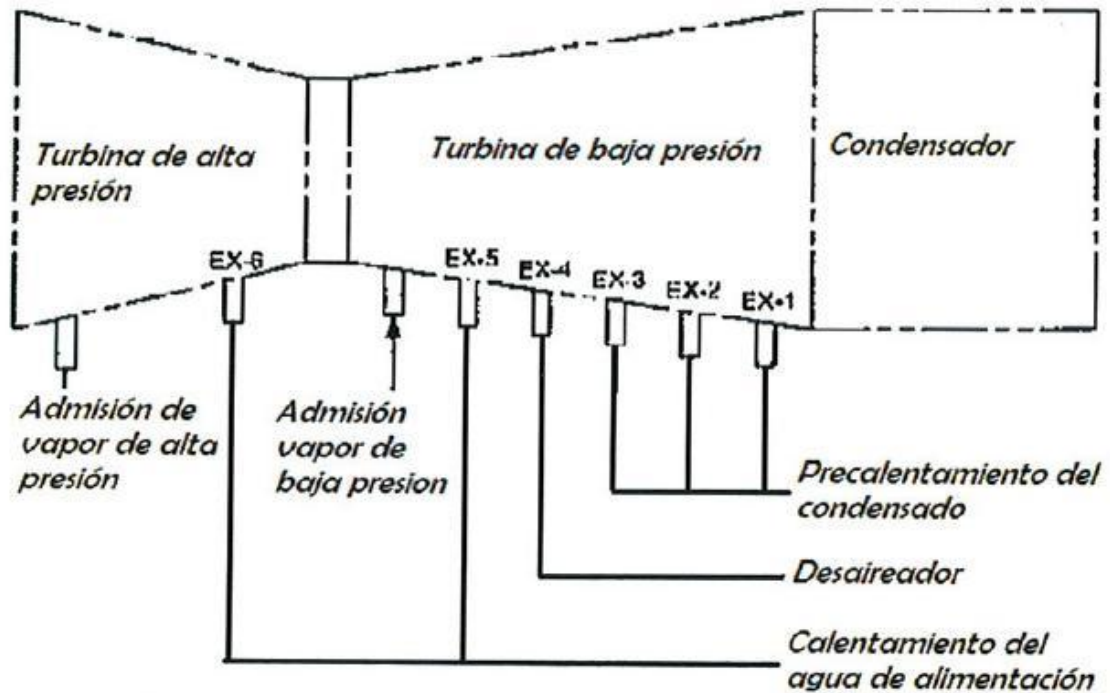 Turbina de alta
presión
Turbina de baja presión
Condensador
EX-6
EX-5
EX-4
EX-3
EX-2
EX-1
Admisión de
vapor de alta
presión
Admisión
vapor de
baja presion
Precalentamiento del
condensado
Desaireador
Calentamiento del
agua de alimentación